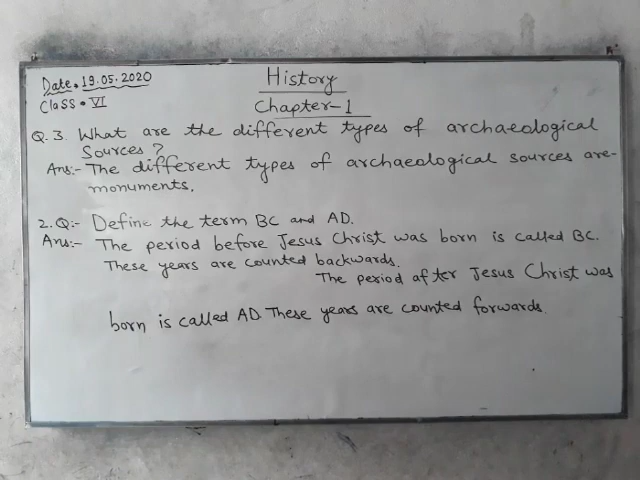 Date. 19.05.2020
History
Class. VI
Chapter-1
Q.3. What are the different types of archaeological
Sources?
Ans:- The different types of archaeological sources are-
monuments.
2.Q:- Define the term BC and AD.
Ans:- The period before Jesus Christ was born is called BC.
These years are counted backwards.
The period after Jesus Christ was
born is called AD. These years are counted forwards.